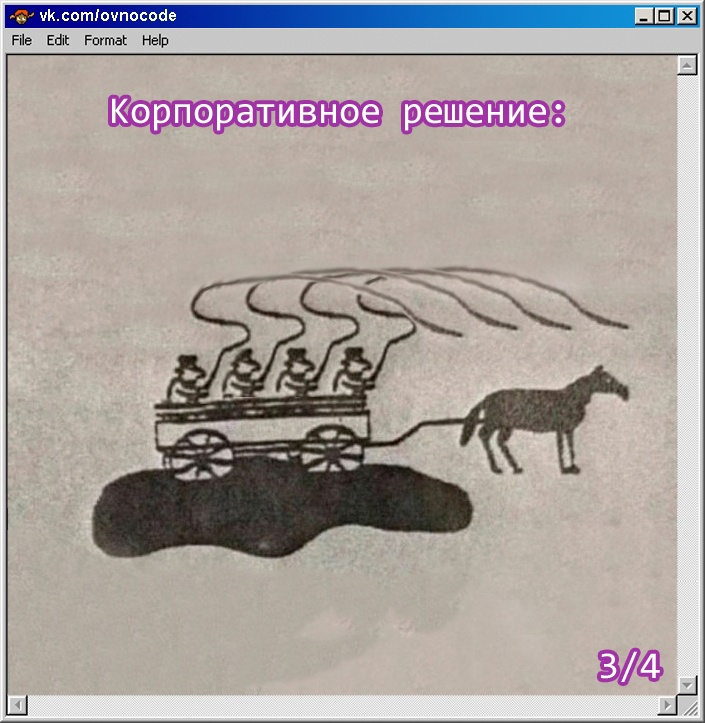 vk.com/ovnocode
File Edit Format Help
Корпоративное решение:
3/4